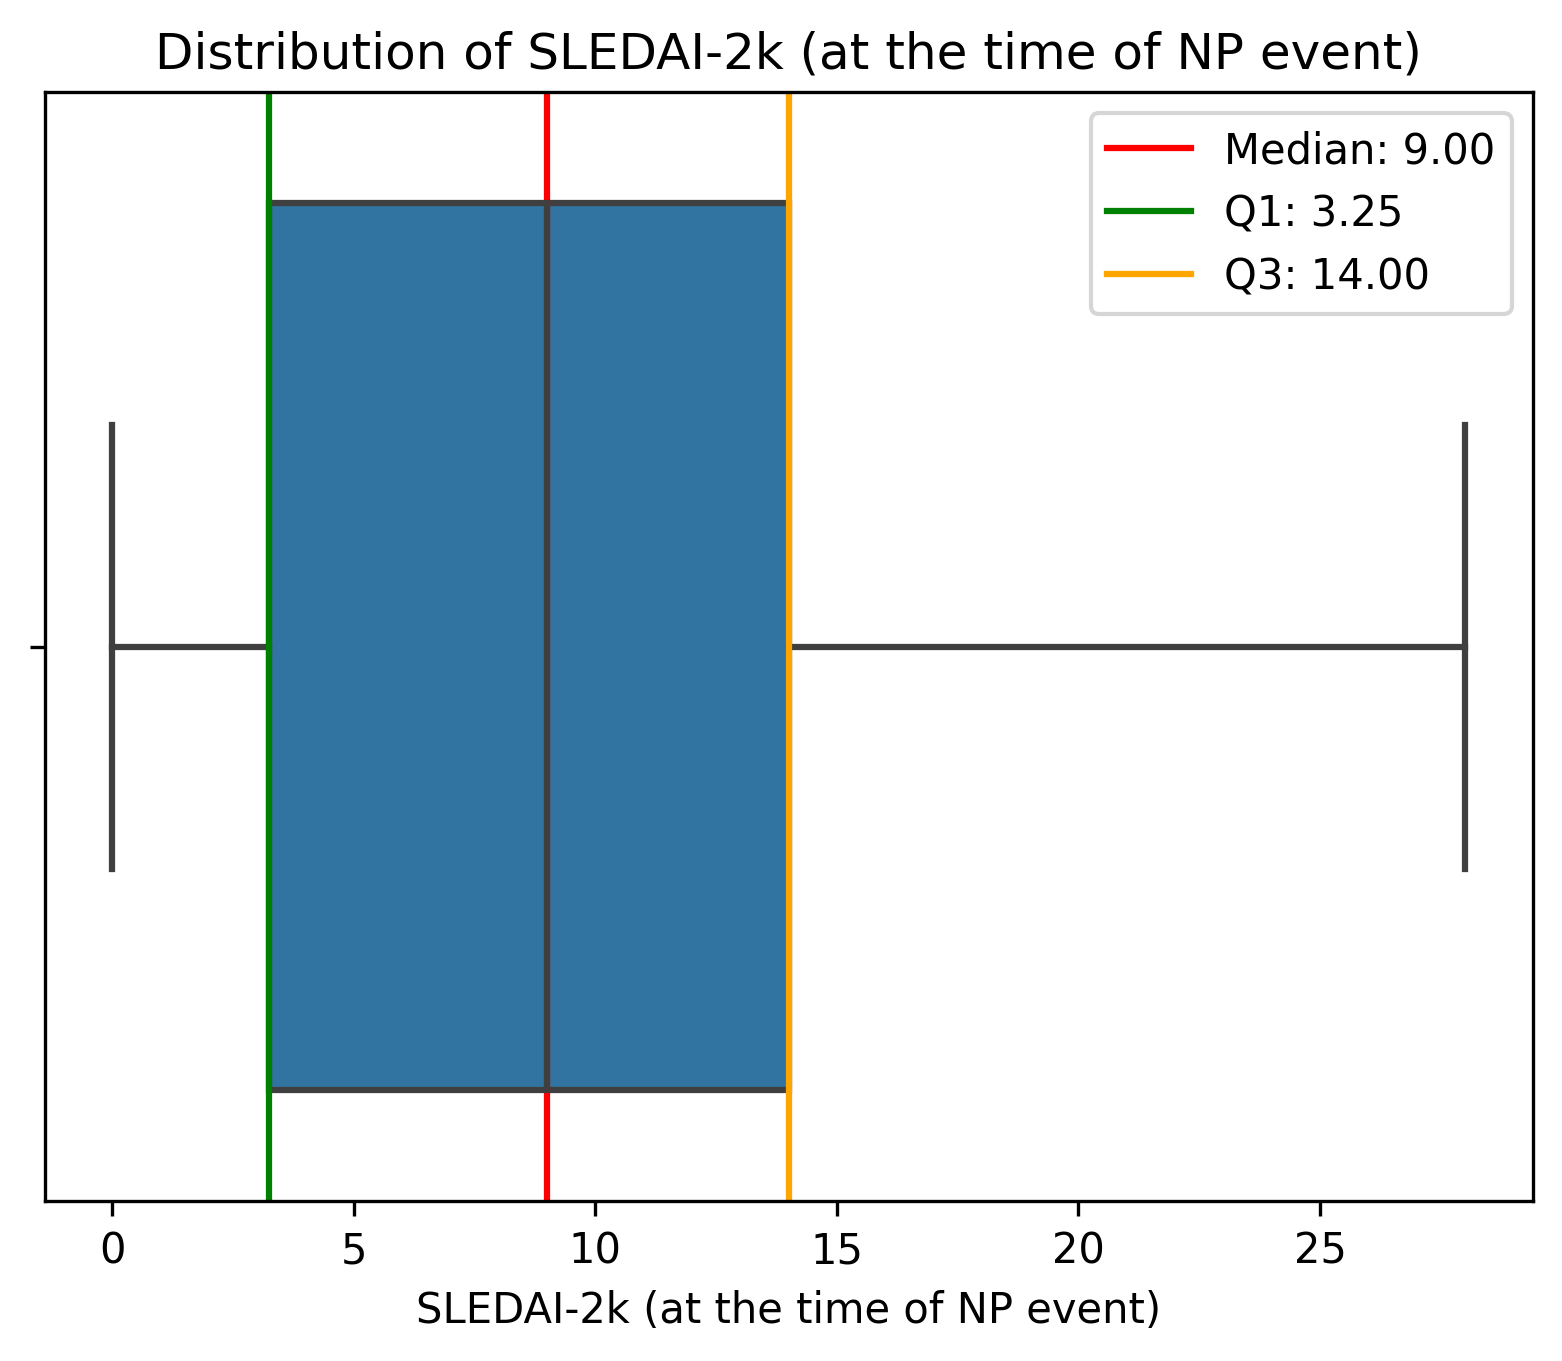 Distribution of SLEDAI-2k (at the time of NP event)
Median: 9.00
Q1: 3.25
Q3: 14.00
0 5 10 15 20 25
SLEDAI-2k (at the time of NP event)